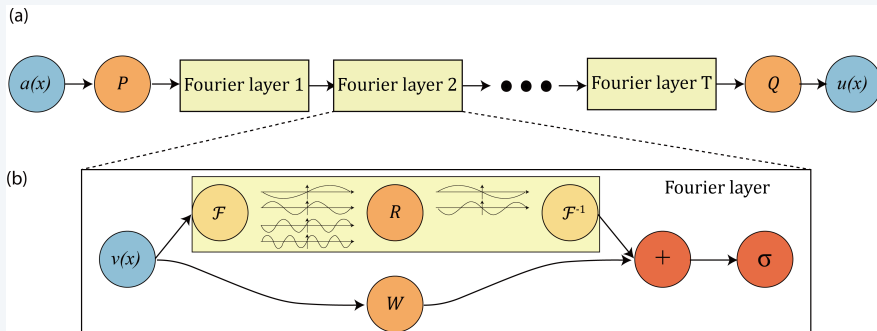 (a)
a(x) P Fourier layer 1 Fourier layer 2 ●●● Fourier layer T Q u(x)
(b)
Fourier layer
ℱ R ℱ⁻¹
v(x) + σ
W